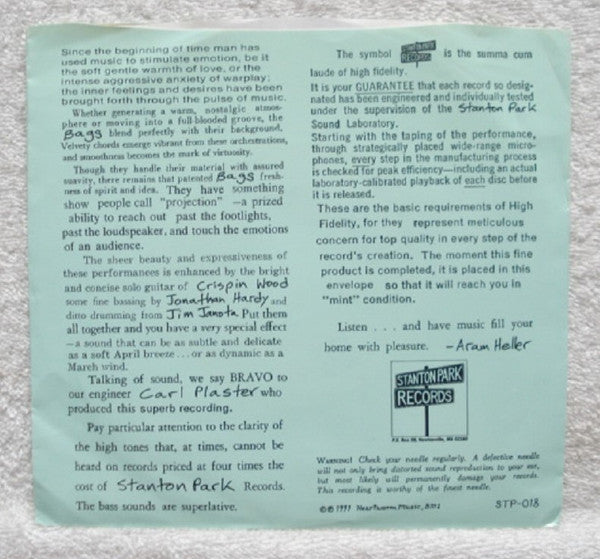 Since the beginning of time man has
used music to stimulate emotion, be it
the soft gentle warmth of love, or the
intense aggressive anxiety of warplay;
the inner feelings and desires have been
brought forth through the pulse of music.
Whether generating a warm, nostalgic atmos-
phere or moving into a full-blooded groove, the
Bags blend perfectly with their background.
Velvety chords emerge vibrant from these orchestrations,
and smoothness becomes the mark of virtuosity.
Though they handle their material with assured
suavity, there remains that patented Bags fresh-
ness of spirit and idea. They have something
show people call "projection" —a prized
ability to reach out past the footlights,
past the loudspeaker, and touch the emotions
of an audience.
The sheer beauty and expressiveness of
these performances is enhanced by the bright
and concise solo guitar of Crispin Wood
some fine bassing by Jonathan Hardy and
ditto drumming from Jim Janota. Put them
all together and you have a very special effect
—a sound that can be as subtle and delicate
as a soft April breeze...or as dynamic as a
March wind.
Talking of sound, we say BRAVO to
our engineer Carl Plaster who
produced this superb recording.
Pay particular attention to the clarity of
the high tones that, at times, cannot be
heard on records priced at four times the
cost of Stanton Park Records.
The bass sounds are superlative.
The symbol STANTON PARK RECORDS is the summa cum
laude of high fidelity.
It is your GUARANTEE that each record so desig-
nated has been engineered and individually tested
under the supervision of the Stanton Park
Sound Laboratory.
Starting with the taping of the performance,
through strategically placed wide-range micro-
phones, every step in the manufacturing process
is checked for peak efficiency—including an actual
laboratory-calibrated playback of each disc before
it is released.
These are the basic requirements of High
Fidelity, for they represent meticulous
concern for top quality in every step of the
record's creation. The moment this fine
product is completed, it is placed in this
envelope so that it will reach you in
"mint" condition.
Listen . . . and have music fill your
home with pleasure. -Aram Heller
STANTON PARK
RECORDS
P.O. Box 58, Newtonville, MA 02160
Warning! Check your needle regularly. A defective needle
will not only bring distorted sound reproduction to your ear,
but most likely will permanently damage your records.
This recording is worthy of the finest needle.
©℗ 1991 Heartworm Music, BMI STP-018